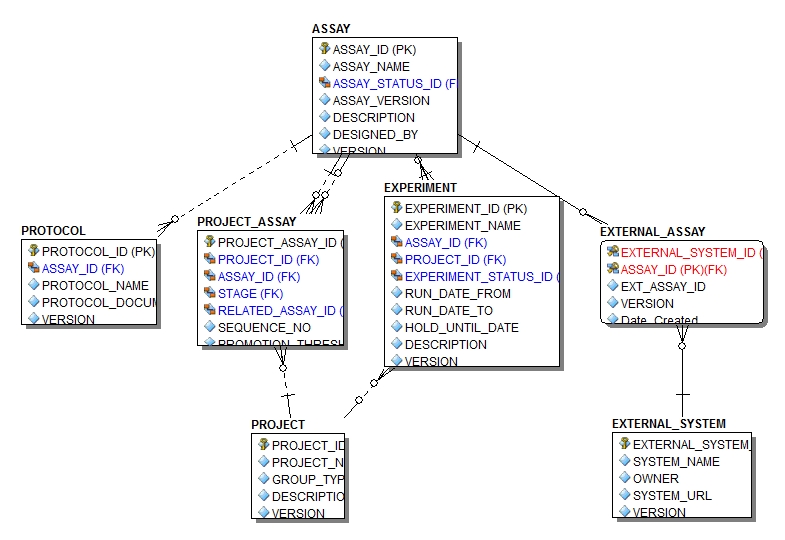 ASSAY
ASSAY_ID (PK)
ASSAY_NAME
ASSAY_STATUS_ID (F
ASSAY_VERSION
DESCRIPTION
DESIGNED_BY
VERSION
PROTOCOL
PROTOCOL_ID (PK)
ASSAY_ID (FK)
PROTOCOL_NAME
PROTOCOL_DOCUM
VERSION
PROJECT_ASSAY
PROJECT_ASSAY_ID (
PROJECT_ID (FK)
ASSAY_ID (FK)
STAGE (FK)
RELATED_ASSAY_ID (
SEQUENCE_NO
PROMOTION_THRESH
EXPERIMENT
EXPERIMENT_ID (PK)
EXPERIMENT_NAME
ASSAY_ID (FK)
PROJECT_ID (FK)
EXPERIMENT_STATUS_ID (
RUN_DATE_FROM
RUN_DATE_TO
HOLD_UNTIL_DATE
DESCRIPTION
VERSION
EXTERNAL_ASSAY
EXTERNAL_SYSTEM_ID (
ASSAY_ID (PK)(FK)
EXT_ASSAY_ID
VERSION
Date_Created
PROJECT
PROJECT_ID
PROJECT_N
GROUP_TYP
DESCRIPTIO
VERSION
EXTERNAL_SYSTEM
EXTERNAL_SYSTEM_
SYSTEM_NAME
OWNER
SYSTEM_URL
VERSION